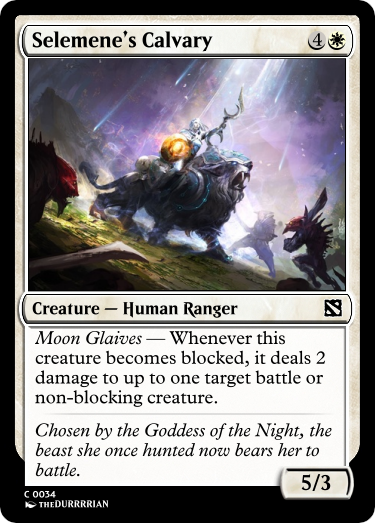 Selemene's Calvary 4
Creature — Human Ranger
Moon Glaives — Whenever this
creature becomes blocked, it deals 2
damage to up to one target battle or
non-blocking creature.
Chosen by the Goddess of the Night, the
beast she once hunted now bears her to
battle.
5/3
C 0034
THEDURRRRIAN